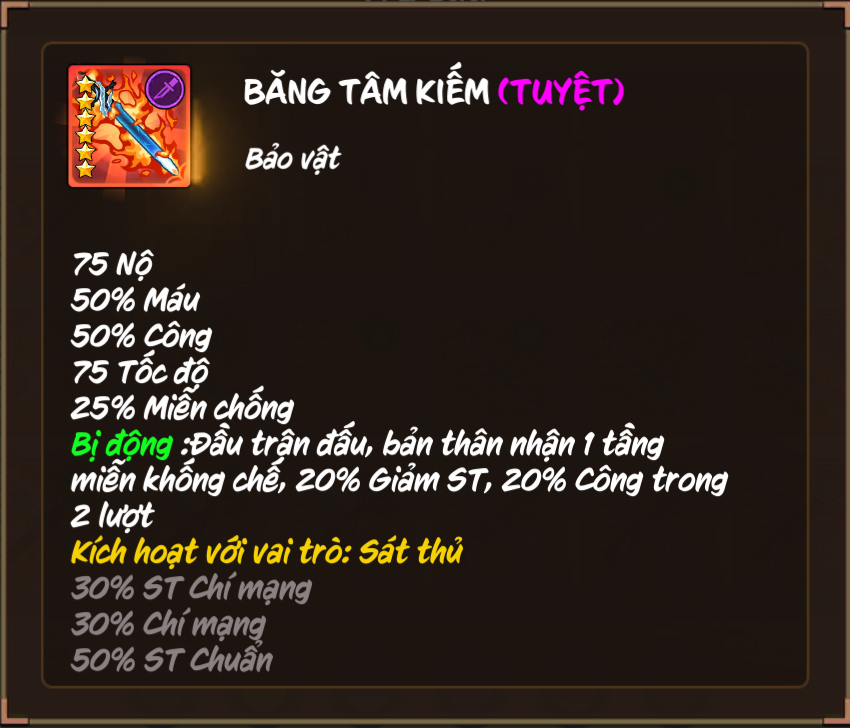 BĂNG TÂM KIẾM (TUYỆT)
Bảo vật
75 Nộ
50% Máu
50% Công
75 Tốc độ
25% Miễn chống
Bị động :Đầu trận đấu, bản thân nhận 1 tầng
miễn khống chế, 20% Giảm ST, 20% Công trong
2 lượt
Kích hoạt với vai trò: Sát thủ
30% ST Chí mạng
30% Chí mạng
50% ST Chuẩn